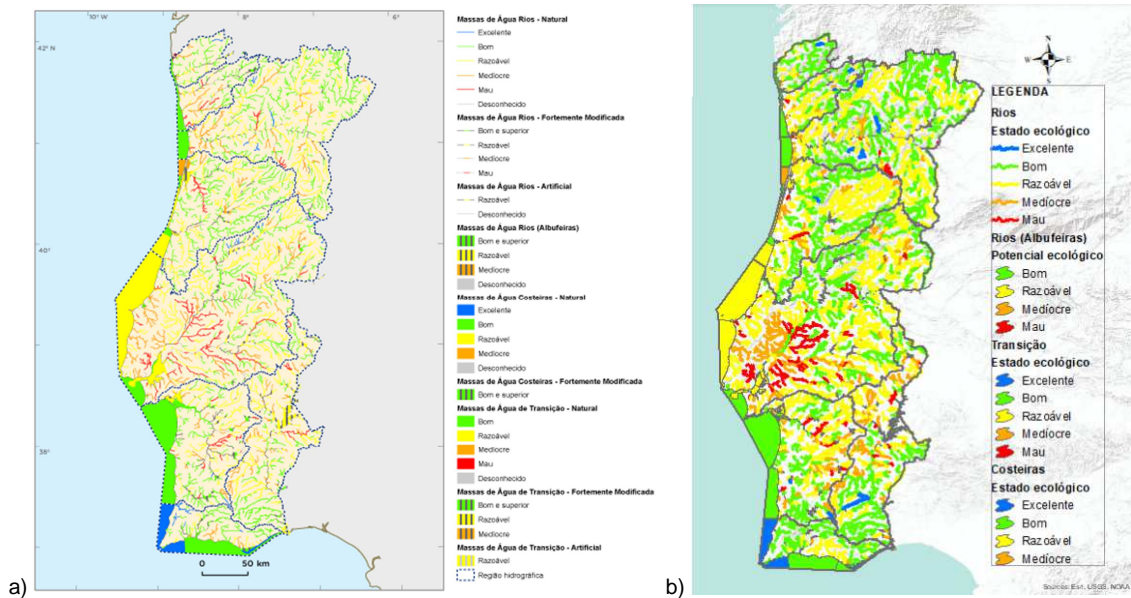 10° W
8°
6°
42° N
40°
38°
0 50 km
a)
Massas de Água Rios - Natural
Excelente
Bom
Razoável
Medíocre
Mau
Desconhecido
Massas de Água Rios - Fortemente Modificada
Bom e superior
Razoável
Medíocre
Mau
Massas de Água Rios - Artificial
Razoável
Desconhecido
Massas de Água Rios (Albufeiras)
Bom e superior
Razoável
Medíocre
Desconhecido
Massas de Água Costeiras - Natural
Excelente
Bom
Razoável
Medíocre
Desconhecido
Massas de Água Costeiras - Fortemente Modificada
Bom e superior
Massas de Água de Transição - Natural
Bom
Razoável
Medíocre
Mau
Desconhecido
Massas de Água de Transição - Fortemente Modificada
Bom e superior
Razoável
Medíocre
Massas de Água de Transição - Artificial
Razoável
Região hidrográfica
b)
N
W E
S
LEGENDA
Rios
Estado ecológico
Excelente
Bom
Razoável
Medíocre
Mau
Rios (Albufeiras)
Potencial ecológico
Bom
Razoável
Medíocre
Mau
Transição
Estado ecológico
Excelente
Bom
Razoável
Medíocre
Mau
Costeiras
Estado ecológico
Excelente
Bom
Razoável
Medíocre
Sources: Esri, USGS, NOAA